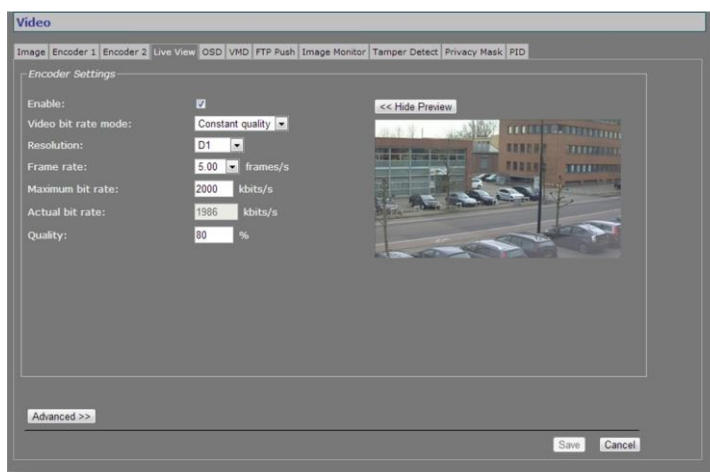 Video
Image Encoder 1 Encoder 2 Live View OSD VMD FTP Push Image Monitor Tamper Detect Privacy Mask PID
Encoder Settings
Enable:
<< Hide Preview
Video bit rate mode: Constant quality
Resolution: D1
Frame rate: 5.00 frames/s
Maximum bit rate: 2000 kbits/s
Actual bit rate: 1986 kbits/s
Quality: 80 %
Advanced >>
Save Cancel